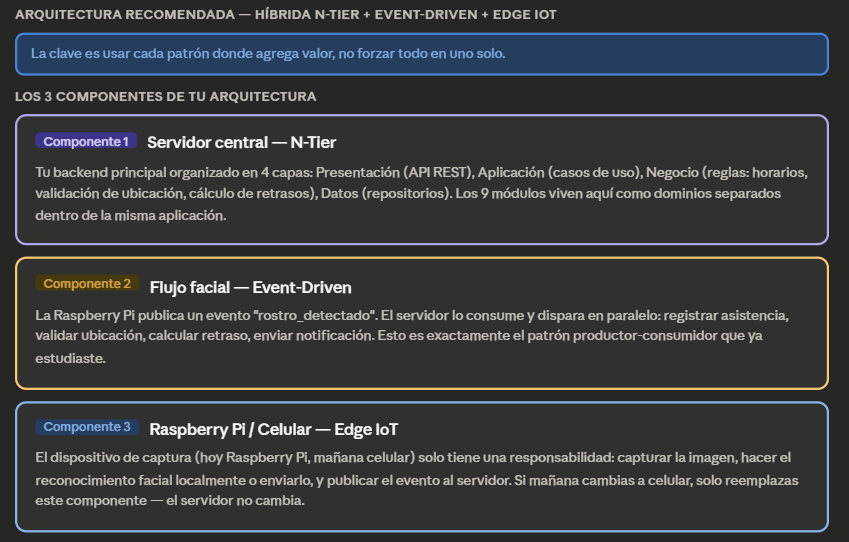 ARQUITECTURA RECOMENDADA — HÍBRIDA N-TIER + EVENT-DRIVEN + EDGE IOT
La clave es usar cada patrón donde agrega valor, no forzar todo en uno solo.
LOS 3 COMPONENTES DE TU ARQUITECTURA
Componente 1 Servidor central — N-Tier
Tu backend principal organizado en 4 capas: Presentación (API REST), Aplicación (casos de uso), Negocio (reglas: horarios,
validación de ubicación, cálculo de retrasos), Datos (repositorios). Los 9 módulos viven aquí como dominios separados
dentro de la misma aplicación.
Componente 2 Flujo facial — Event-Driven
La Raspberry Pi publica un evento "rostro_detectado". El servidor lo consume y dispara en paralelo: registrar asistencia,
validar ubicación, calcular retraso, enviar notificación. Esto es exactamente el patrón productor-consumidor que ya
estudiaste.
Componente 3 Raspberry Pi / Celular — Edge IoT
El dispositivo de captura (hoy Raspberry Pi, mañana celular) solo tiene una responsabilidad: capturar la imagen, hacer el
reconocimiento facial localmente o enviarlo, y publicar el evento al servidor. Si mañana cambias a celular, solo reemplazas
este componente — el servidor no cambia.